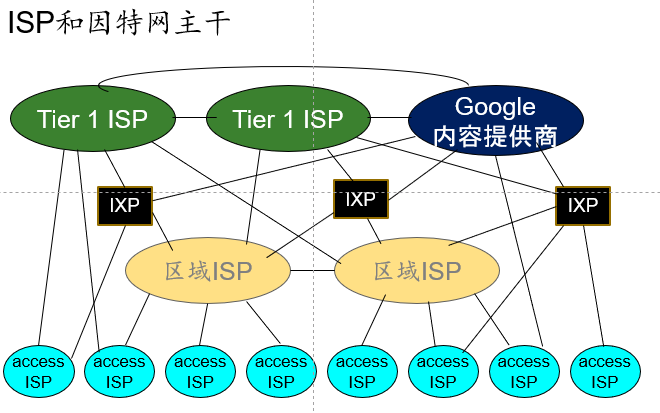 ISP和因特网主干
Tier 1 ISP
Tier 1 ISP
Google
内容提供商
IXP
IXP
IXP
区域ISP
区域ISP
access
ISP
access
ISP
access
ISP
access
ISP
access
ISP
access
ISP
access
ISP
access
ISP